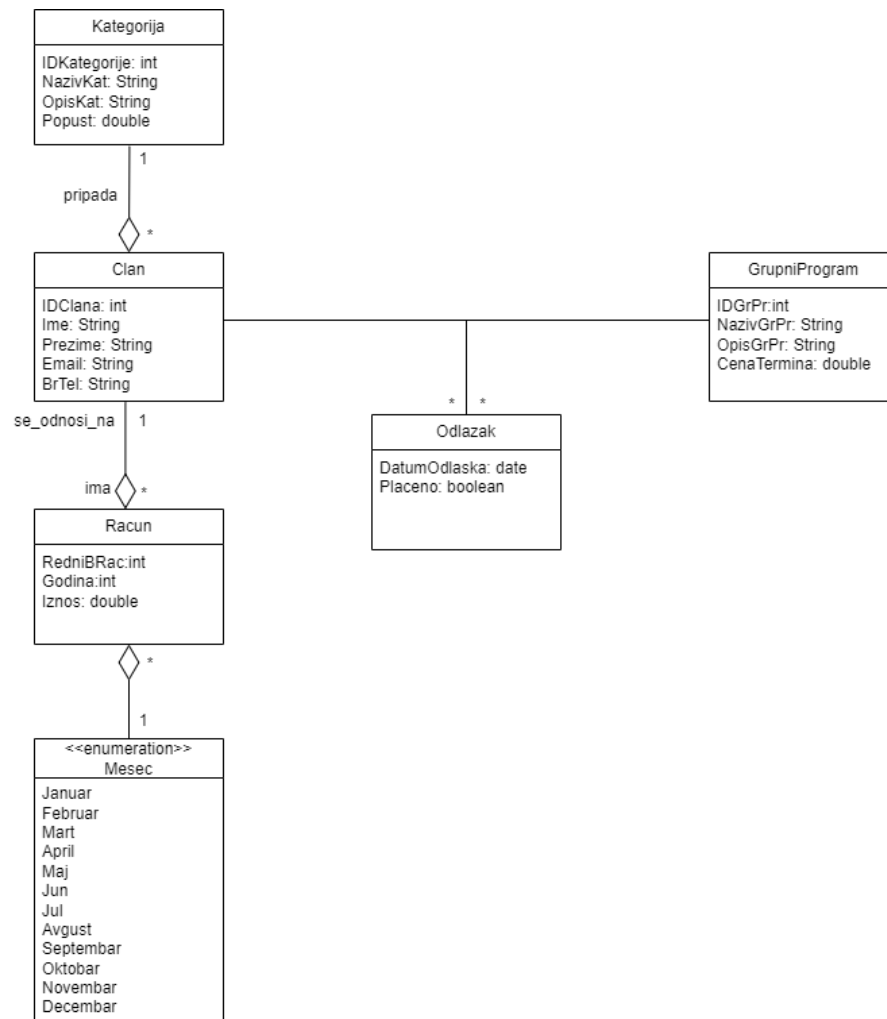 Kategorija
IDKategorije: int
NazivKat: String
OpisKat: String
Popust: double
1
pripada
*
Clan
IDClana: int
Ime: String
Prezime: String
Email: String
BrTel: String
GrupniProgram
IDGrPr:int
NazivGrPr: String
OpisGrPr: String
CenaTermina: double
* *
Odlazak
DatumOdlaska: date
Placeno: boolean
se_odnosi_na 1
ima *
Racun
RedniBRac:int
Godina:int
Iznos: double
*
1
<<enumeration>>
Mesec
Januar
Februar
Mart
April
Maj
Jun
Jul
Avgust
Septembar
Oktobar
Novembar
Decembar